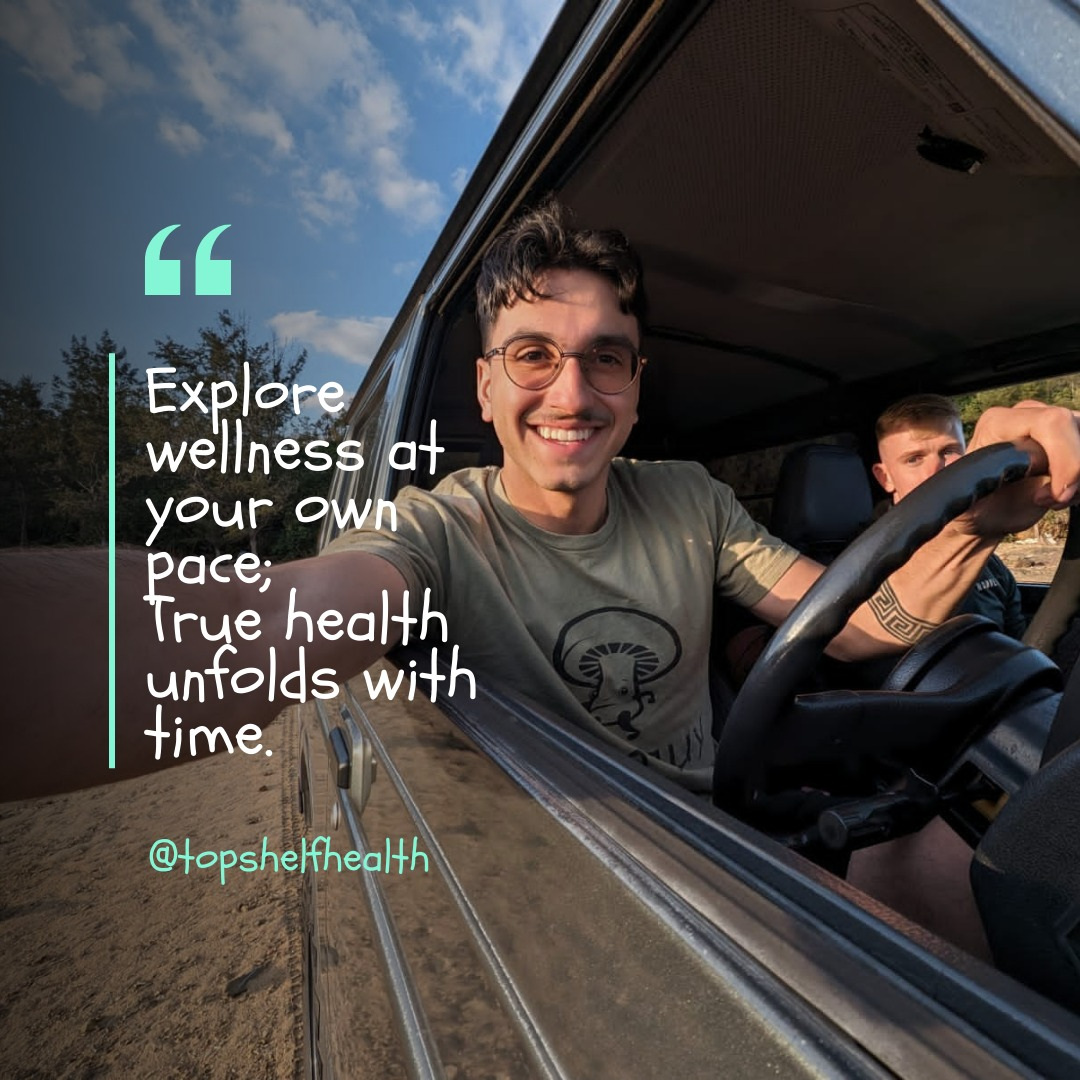 Explore
wellness at
your own
pace;
True health
unfolds with
time.
@topshelfhealth